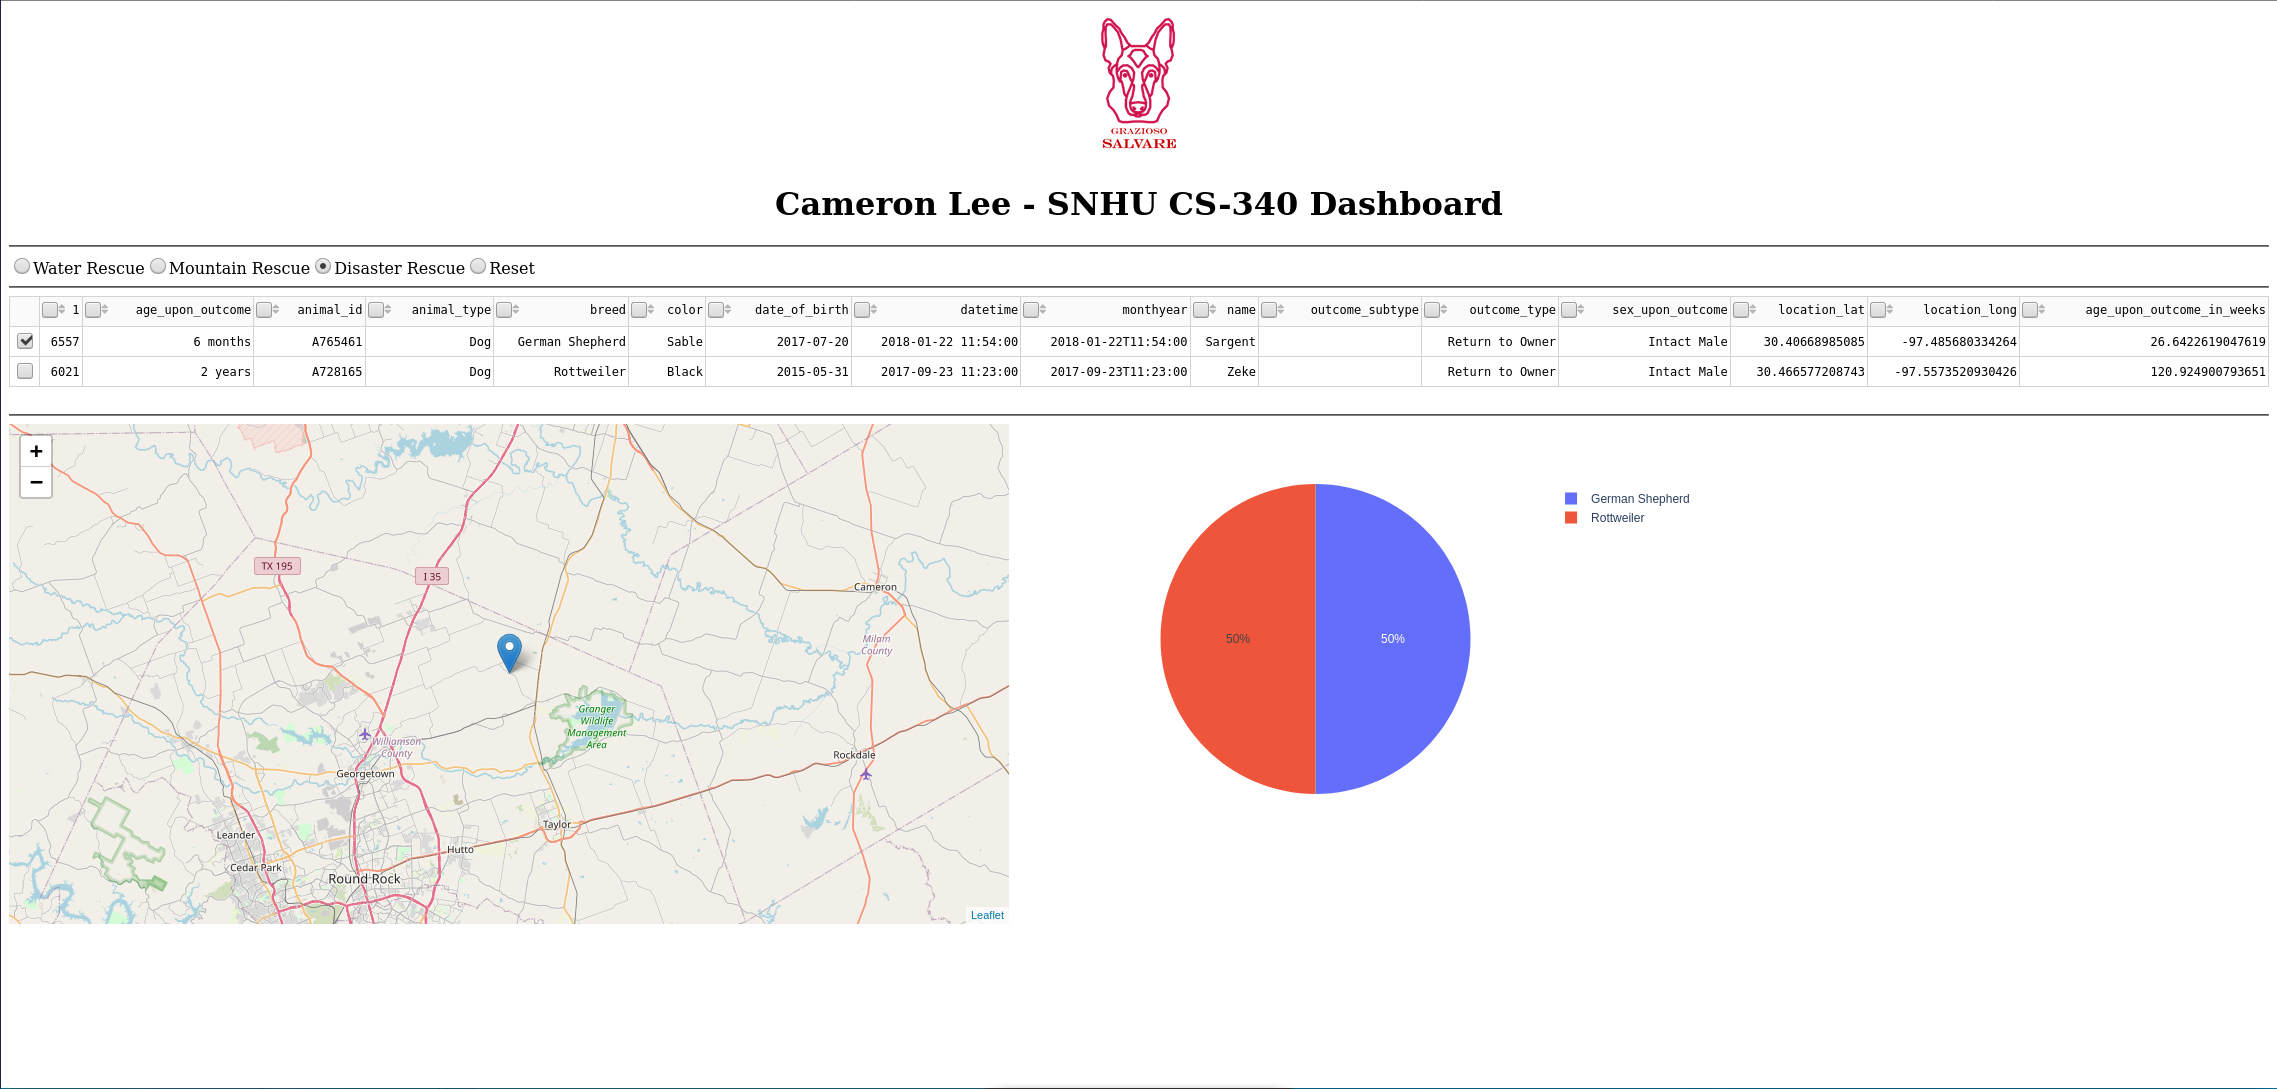 GRAZIOSO
SALVARE
Cameron Lee - SNHU CS-340 Dashboard
Water Rescue Mountain Rescue Disaster Rescue Reset
1 age_upon_outcome animal_id animal_type breed color date_of_birth datetime monthyear name outcome_subtype outcome_type sex_upon_outcome location_lat location_long age_upon_outcome_in_weeks
6557 6 months A765461 Dog German Shepherd Sable 2017-07-20 2018-01-22 11:54:00 2018-01-22T11:54:00 Sargent Return to Owner Intact Male 30.40668985085 -97.485680334264 26.6422619047619
6021 2 years A728165 Dog Rottweiler Black 2015-05-31 2017-09-23 11:23:00 2017-09-23T11:23:00 Zeke Return to Owner Intact Male 30.466577208743 -97.5573520930426 120.924900793651
+
−
TX 195
I 35
Cameron
Milam
County
Granger
Wildlife
Management
Area
Williamson
County
Georgetown
Rockdale
Taylor
Leander
Hutto
Cedar Park
Round Rock
Leaflet
50%
50%
German Shepherd
Rottweiler